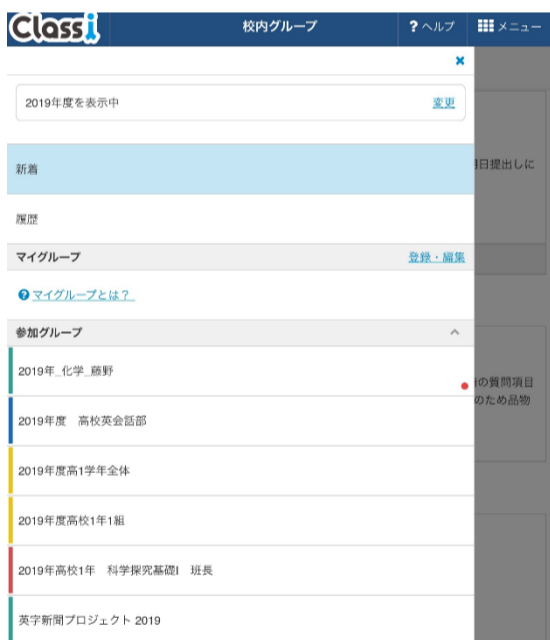 Classi
校内グループ
? ヘルプ
メニュー
×
2019年度を表示中
変更
新着
明日提出しに
履歴
マイグループ
登録・編集
? マイグループとは?
参加グループ
2019年_化学_藤野
の質問項目
のため品物
2019年度　高校英会話部
2019年度高1学年全体
2019年度高校1年1組
2019年高校1年　科学探究基礎I　班長
英字新聞プロジェクト 2019